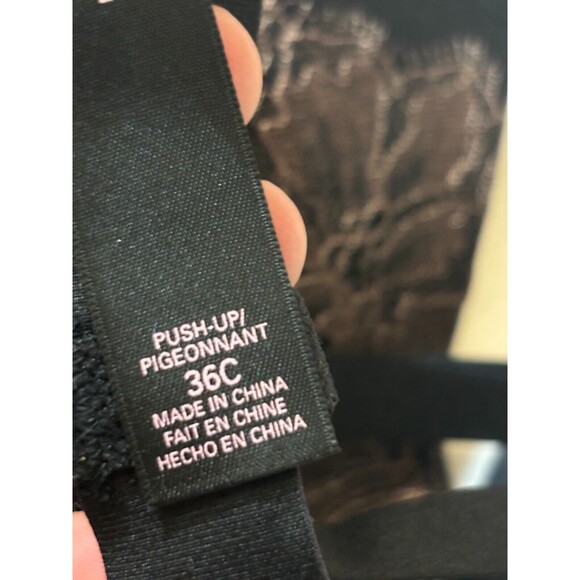 PUSH-UP/
PIGEONNANT
36C
MADE IN CHINA
FAIT EN CHINE
HECHO EN CHINA